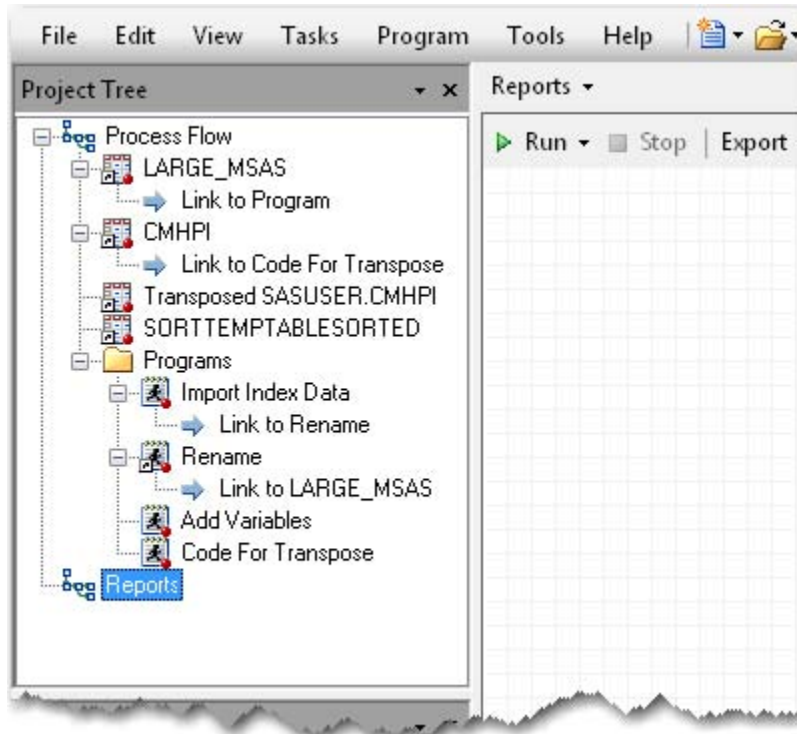 File Edit View Tasks Program Tools Help
Project Tree
Reports
Run Stop Export
Process Flow
LARGE_MSAS
Link to Program
CMHPI
Link to Code For Transpose
Transposed SASUSER.CMHPI
SORTTEMPTABLESORTED
Programs
Import Index Data
Link to Rename
Rename
Link to LARGE_MSAS
Add Variables
Code For Transpose
Reports